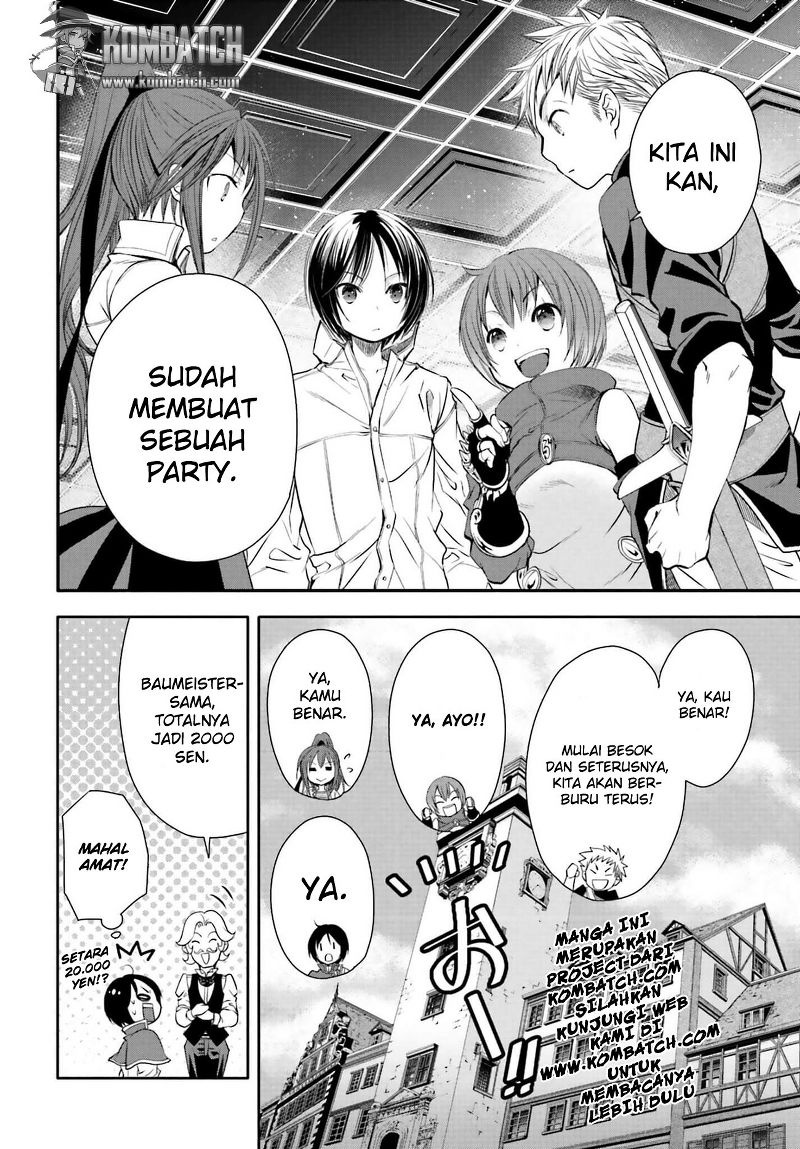 KOMBATCH
www.kombatch.com
KITA INI
KAN,
SUDAH
MEMBUAT
SEBUAH
PARTY.
YA, KAU
BENAR!
MULAI BESOK
DAN SETERUSNYA,
KITA AKAN BER-
BURU TERUS!
YA, AYO!!
YA,
KAMU
BENAR.
YA.
おー!!
MANGA INI
MERUPAKAN
PROJECT DARI
KOMBATCH.COM
SILAHKAN
KUNJUNGI WEB
KAMI DI
WWW.KOMBATCH.COM
UNTUK
MEMBACANYA
LEBIH DULU
BAUMEISTER-
SAMA,
TOTALNYA
JADI 2000
SEN.
MAHAL
AMAT!
SETARA
20.000
YEN!?